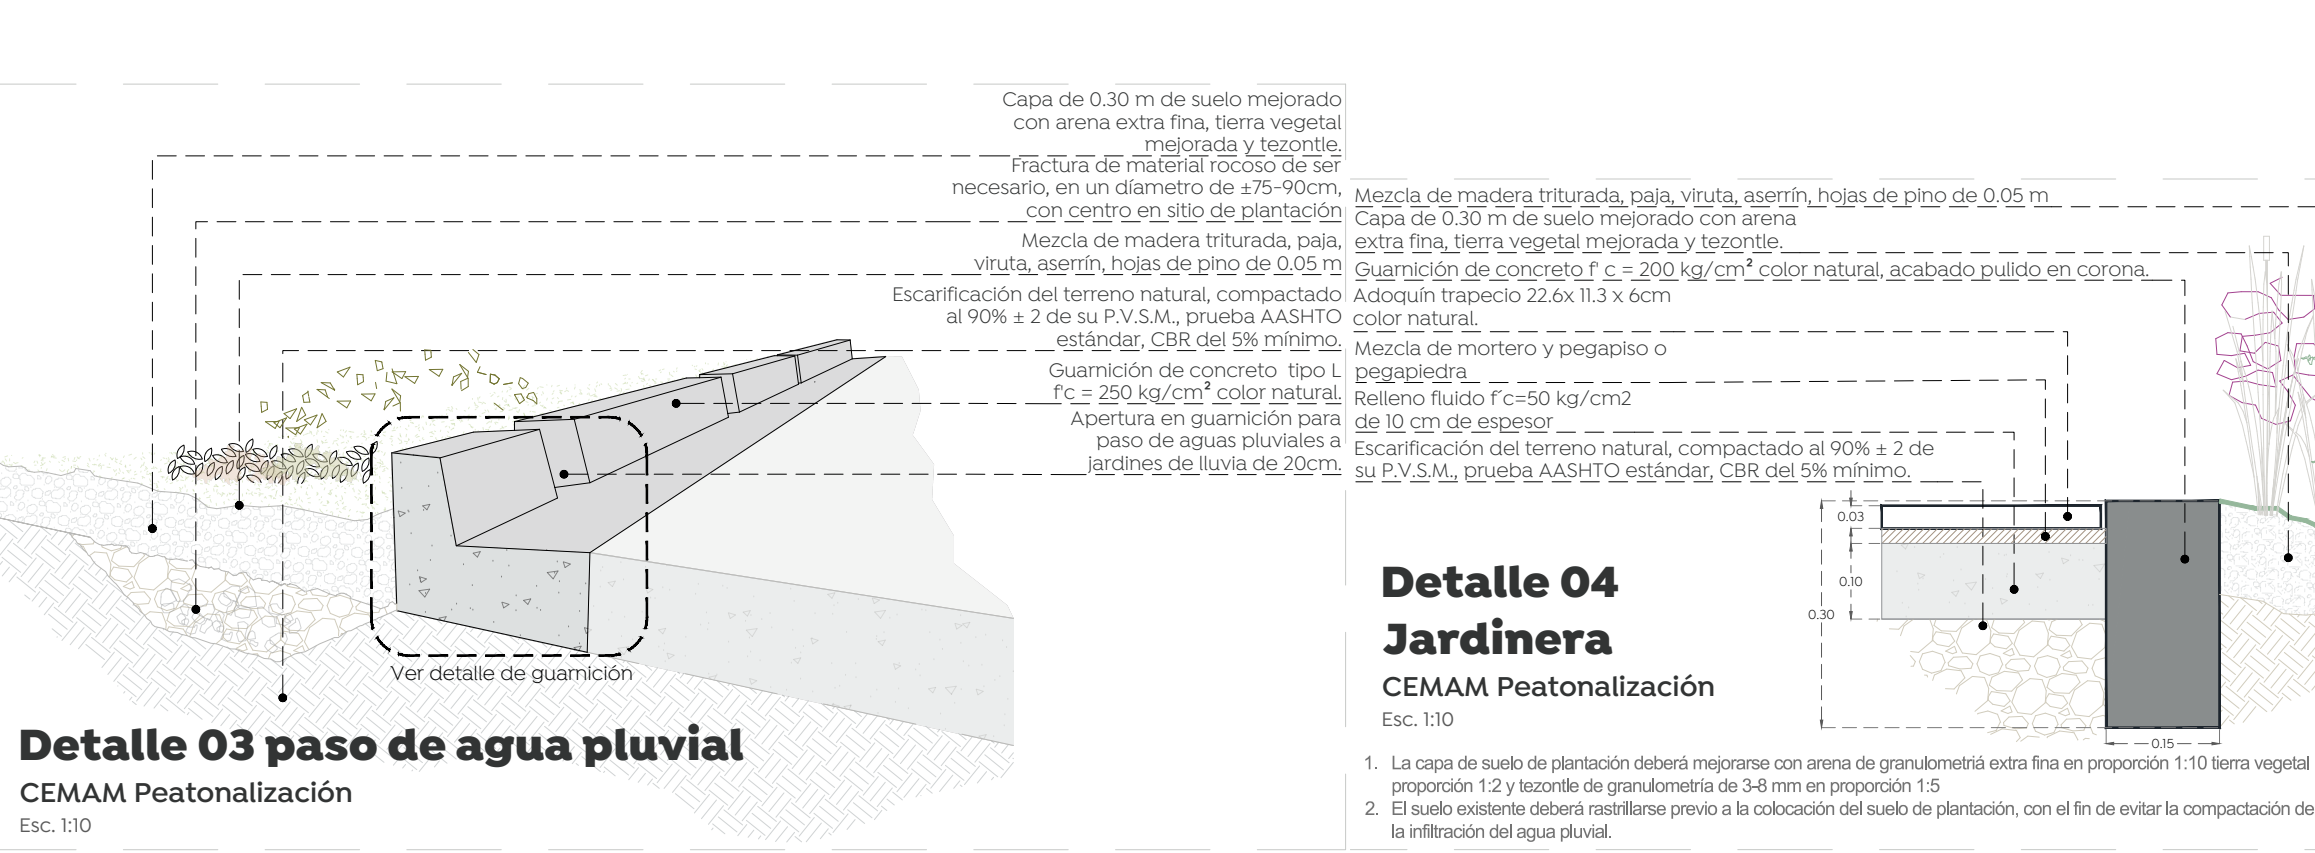 Capa de 0.30 m de suelo mejorado
con arena extra fina, tierra vegetal
mejorada y tezontle.
Fractura de material rocoso de ser
necesario, en un díametro de ±75-90cm,
con centro en sitio de plantación
Mezcla de madera triturada, paja,
viruta, aserrín, hojas de pino de 0.05 m
Escarificación del terreno natural, compactado
al 90% ± 2 de su P.V.S.M., prueba AASHTO
estándar, CBR del 5% mínimo.
Guarnición de concreto tipo L
f'c = 250 kg/cm² color natural.
Apertura en guarnición para
paso de aguas pluviales a
jardines de lluvia de 20cm.
Ver detalle de guarnición
Detalle 03 paso de agua pluvial
CEMAM Peatonalización
Esc. 1:10
Mezcla de madera triturada, paja, viruta, aserrín, hojas de pino de 0.05 m
Capa de 0.30 m de suelo mejorado con arena
extra fina, tierra vegetal mejorada y tezontle.
Guarnición de concreto f' c = 200 kg/cm² color natural, acabado pulido en corona.
Adoquín trapecio 22.6x 11.3 x 6cm
color natural.
Mezcla de mortero y pegapiso o
pegapiedra
Relleno fluido f´c=50 kg/cm2
de 10 cm de espesor
Escarificación del terreno natural, compactado al 90% ± 2 de
su P.V.S.M., prueba AASHTO estándar, CBR del 5% mínimo.
0.03
0.10
0.30
0.15
Detalle 04
Jardinera
CEMAM Peatonalización
Esc. 1:10
1. La capa de suelo de plantación deberá mejorarse con arena de granulometriá extra fina en proporción 1:10 tierra vegetal
proporción 1:2 y tezontle de granulometría de 3-8 mm en proporción 1:5
2. El suelo existente deberá rastrillarse previo a la colocación del suelo de plantación, con el fin de evitar la compactación de
la infiltración del agua pluvial.